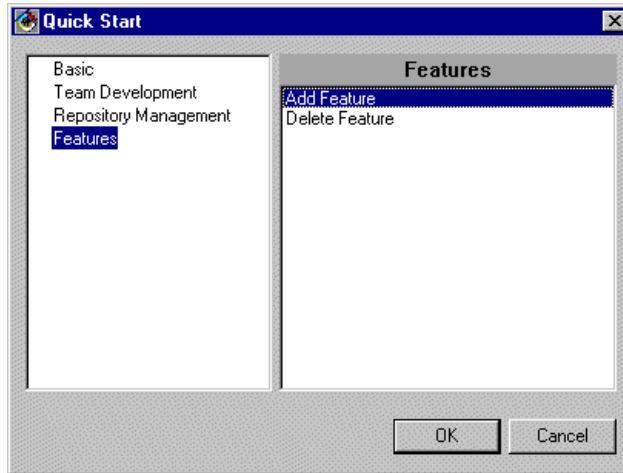 Quick Start
Basic
Team Development
Repository Management
Features
Features
Add Feature
Delete Feature
OK
Cancel